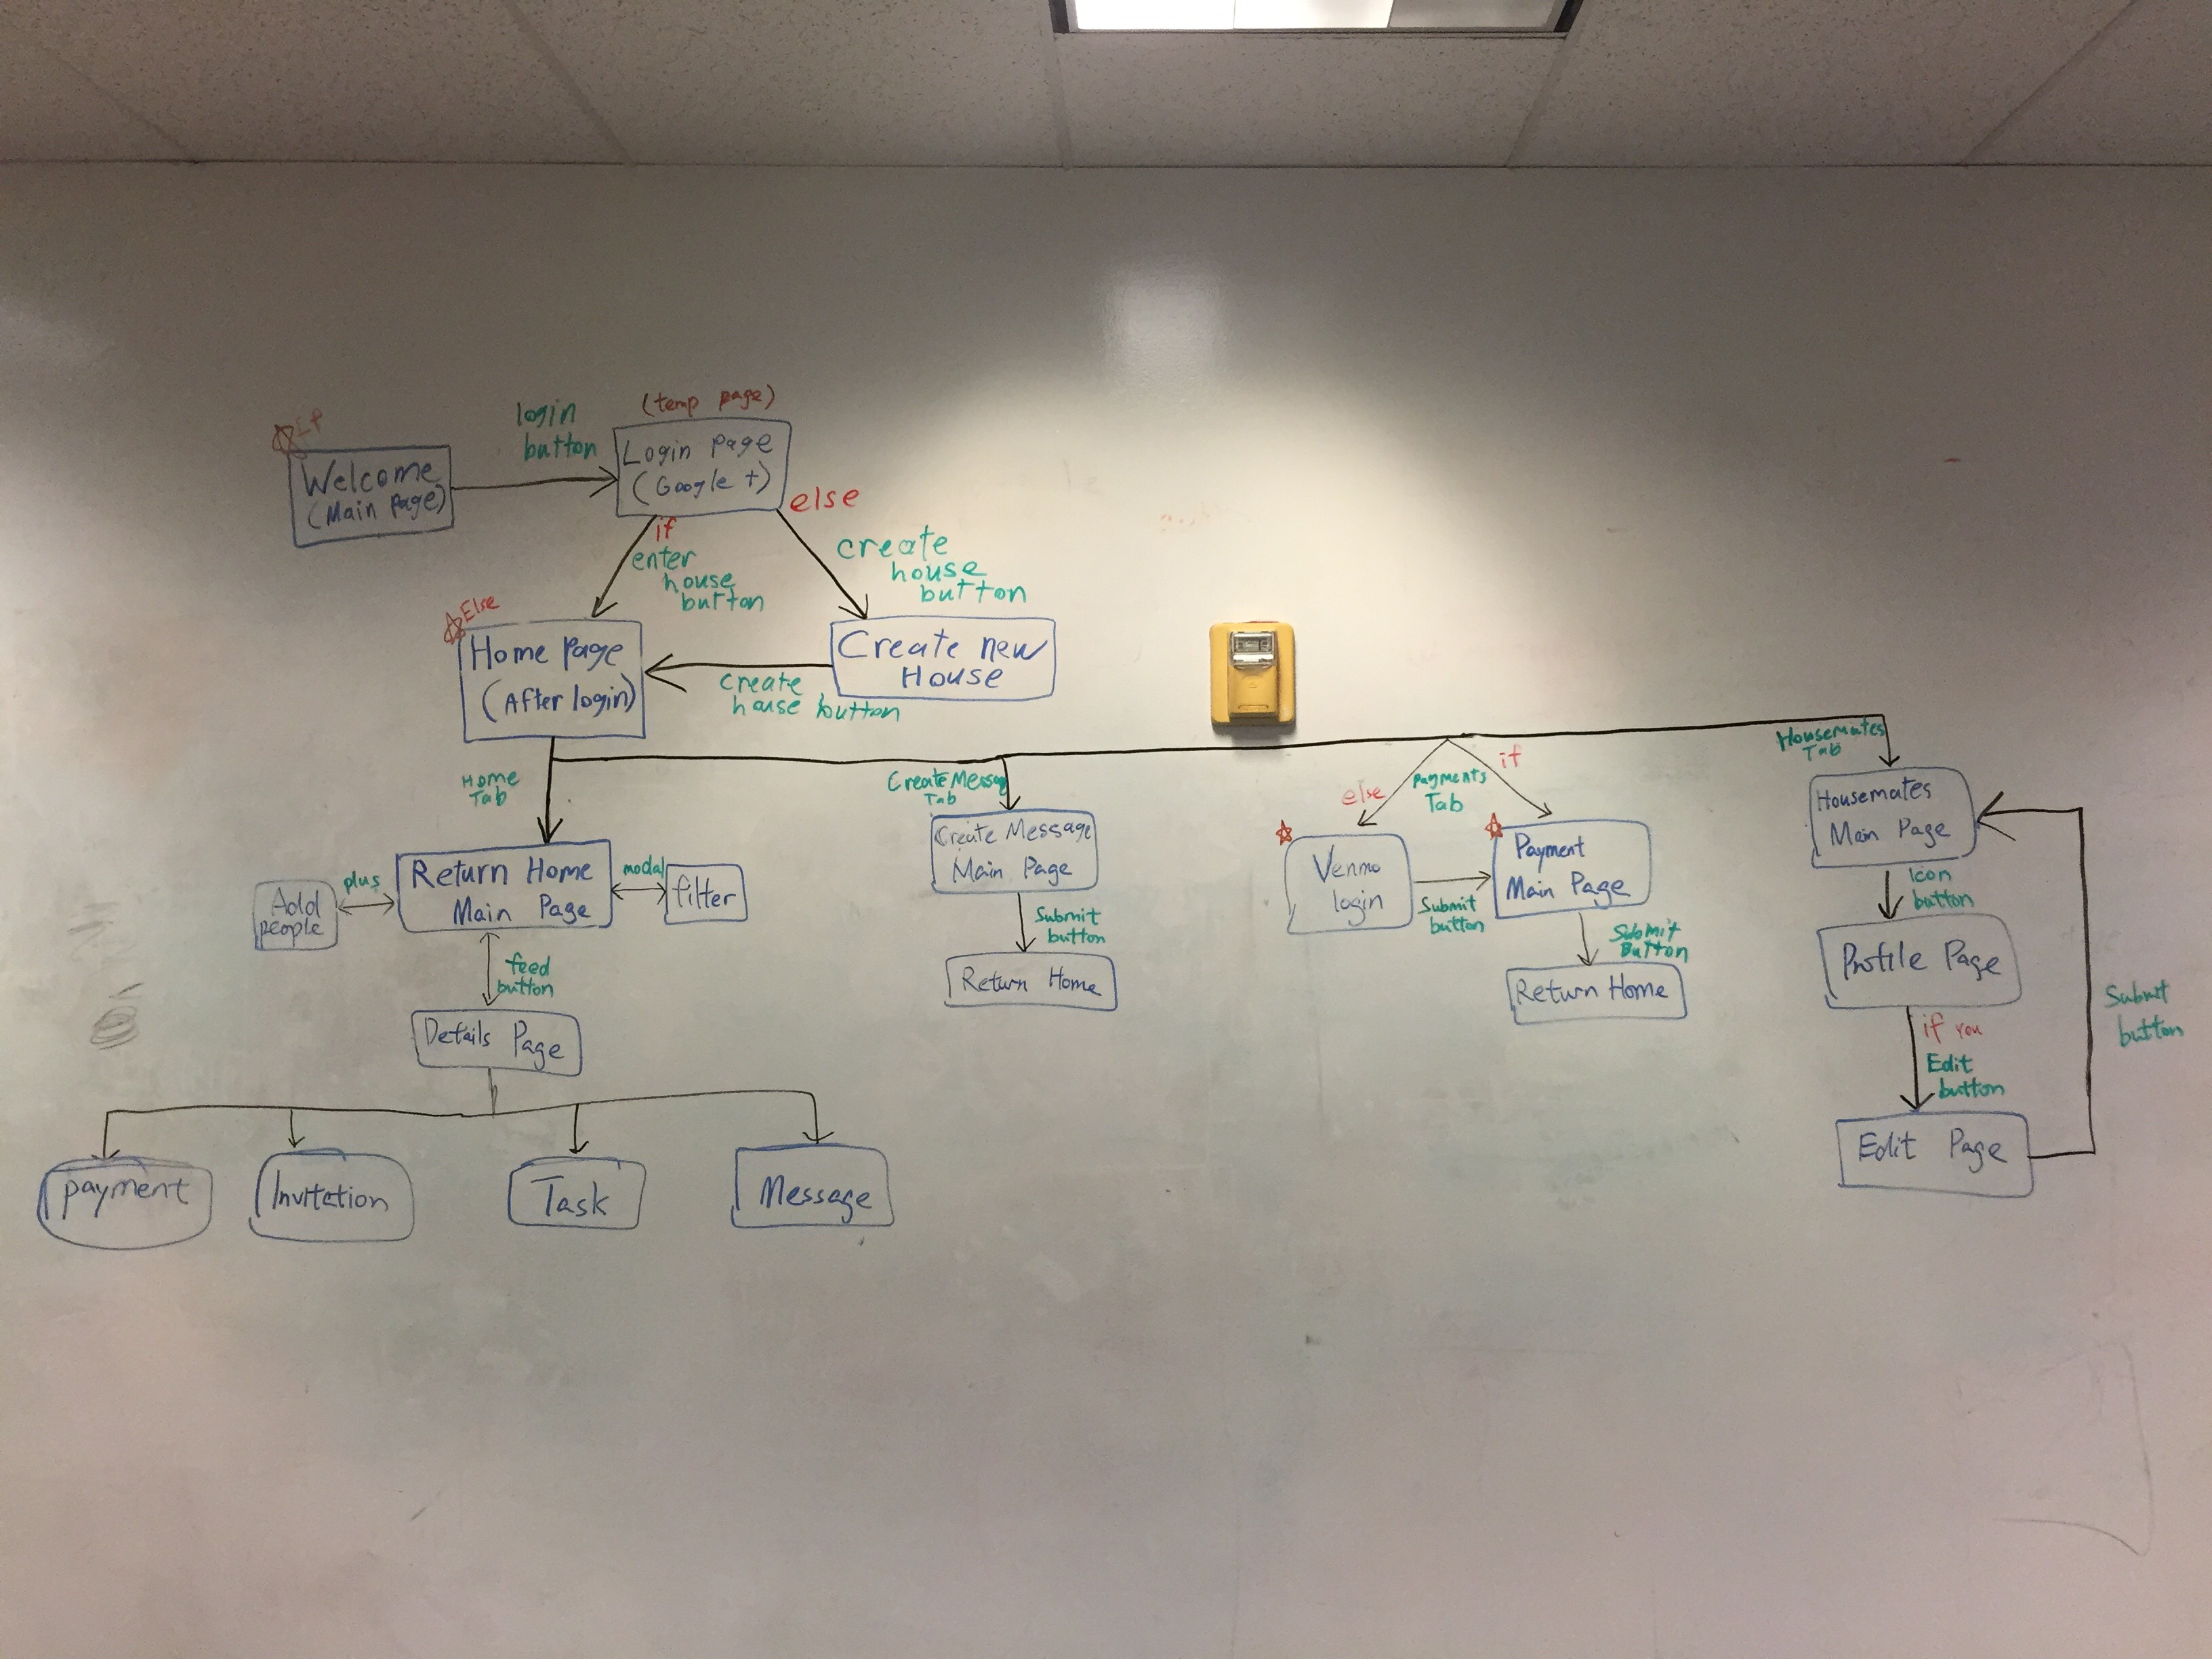 If
Welcome
(Main page)
login
button
(temp page)
Login page
(Google +)
if
enter
house
button
else
create
house
button
Else
Home page
(After login)
Create new
House
create
house button
Home
Tab
Create Message
Tab
else
Payments
Tab
if
Housemates
Tab
Add
people
plus
Return Home
Main Page
modal
filter
feed
button
Details Page
payment
Invitation
Task
Message
Create Message
Main Page
Submit
button
Return Home
Venmo
login
Submit
button
Payment
Main Page
Submit
Button
Return Home
Housemates
Main Page
Icon
button
Profile Page
if you
Edit
button
Edit Page
Submit
button